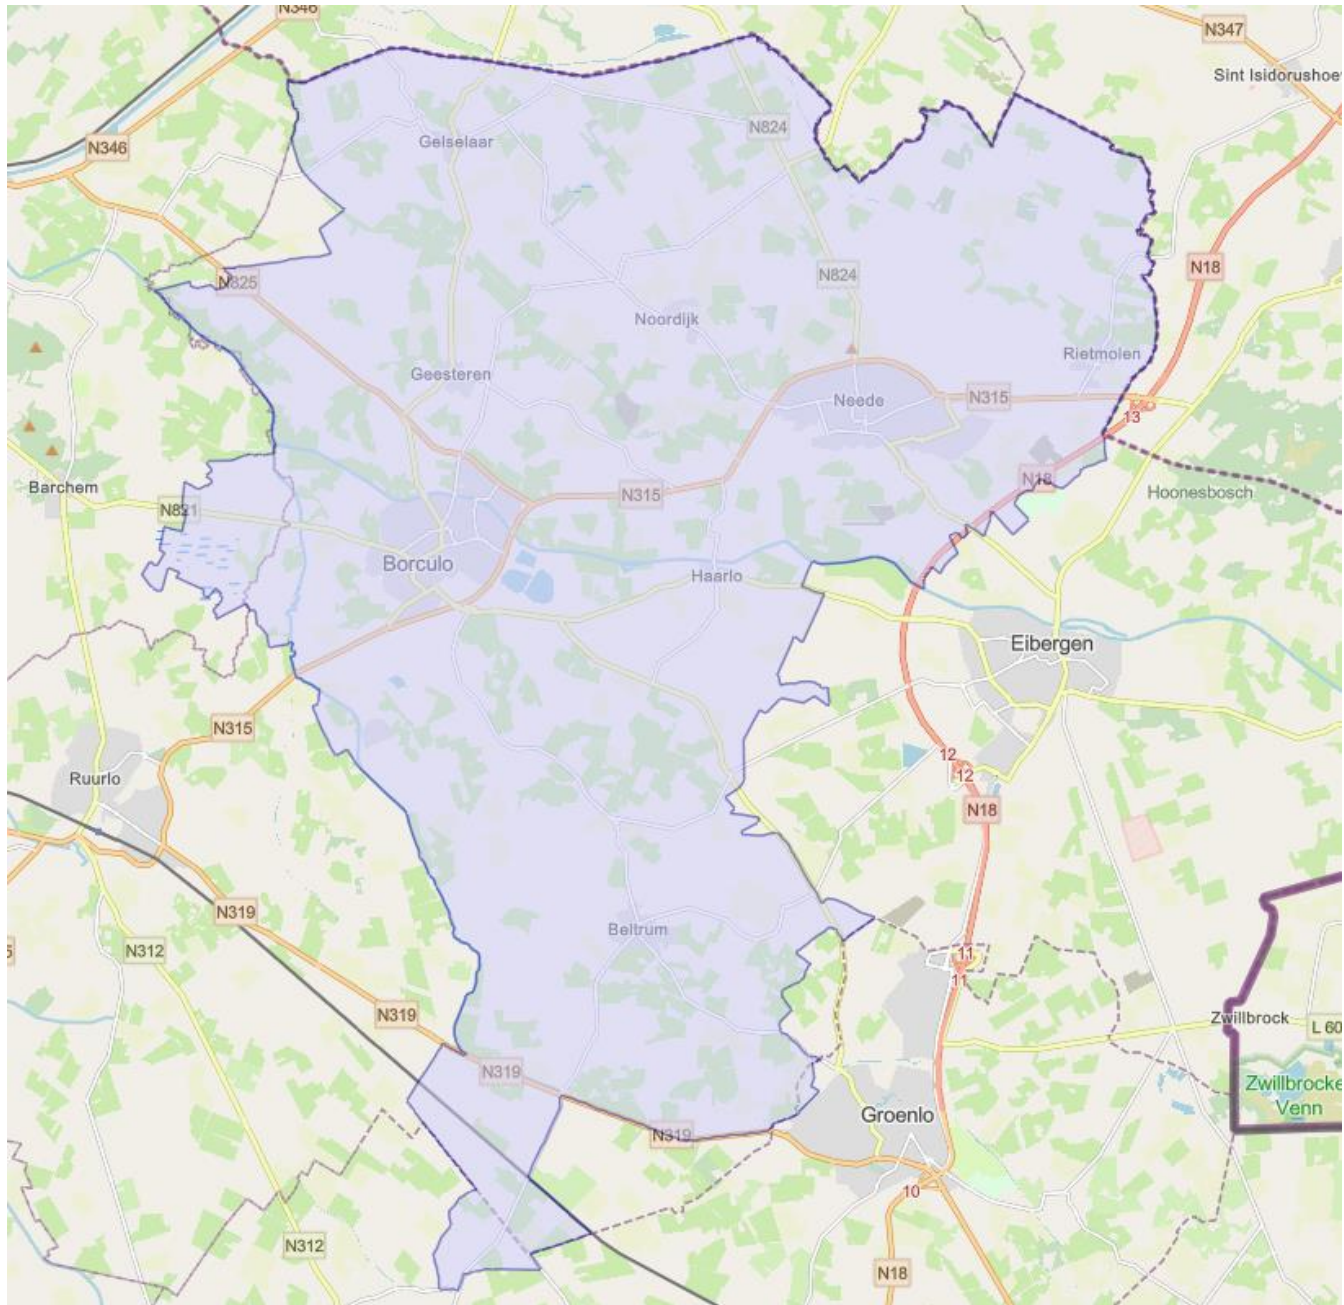 N346
N347
Sint Isidorushoe
N824
N346
Gelselaar
N18
N825
N824
Noordijk
Rietmolen
Geesteren
Neede
N315
13
N18
Barchem
N315
Hoonesbosch
N821
Borculo
Haarlo
Eibergen
N315
12
12
Ruurlo
N18
N319
Beltrum
N312
11
11
N319
Zwillbrock
L 60
N319
Zwillbrocke
Venn
Groenlo
N319
10
N312
N18